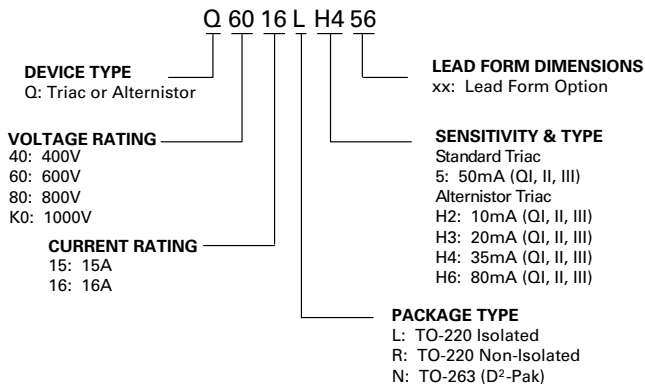 Q 60 16 L H4 56
DEVICE TYPE
Q: Triac or Alternistor
VOLTAGE RATING
40: 400V
60: 600V
80: 800V
K0: 1000V
CURRENT RATING
15: 15A
16: 16A
LEAD FORM DIMENSIONS
xx: Lead Form Option
SENSITIVITY & TYPE
Standard Triac
5: 50mA (QI, II, III)
Alternistor Triac
H2: 10mA (QI, II, III)
H3: 20mA (QI, II, III)
H4: 35mA (QI, II, III)
H6: 80mA (QI, II, III)
PACKAGE TYPE
L: TO-220 Isolated
R: TO-220 Non-Isolated
N: TO-263 (D²-Pak)